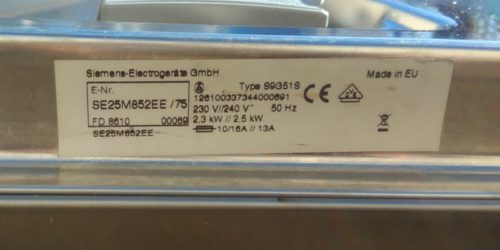 Siemens-Electrogeräte GmbH
E-Nr. Type S9G51S Made in EU
SE25M852EE /75 126100337344000691 CE
230 V//240 V~ 50 Hz
FD 8610 00069 2,3 kW // 2,5 kW
SE25M852EE 10/16A // 13A